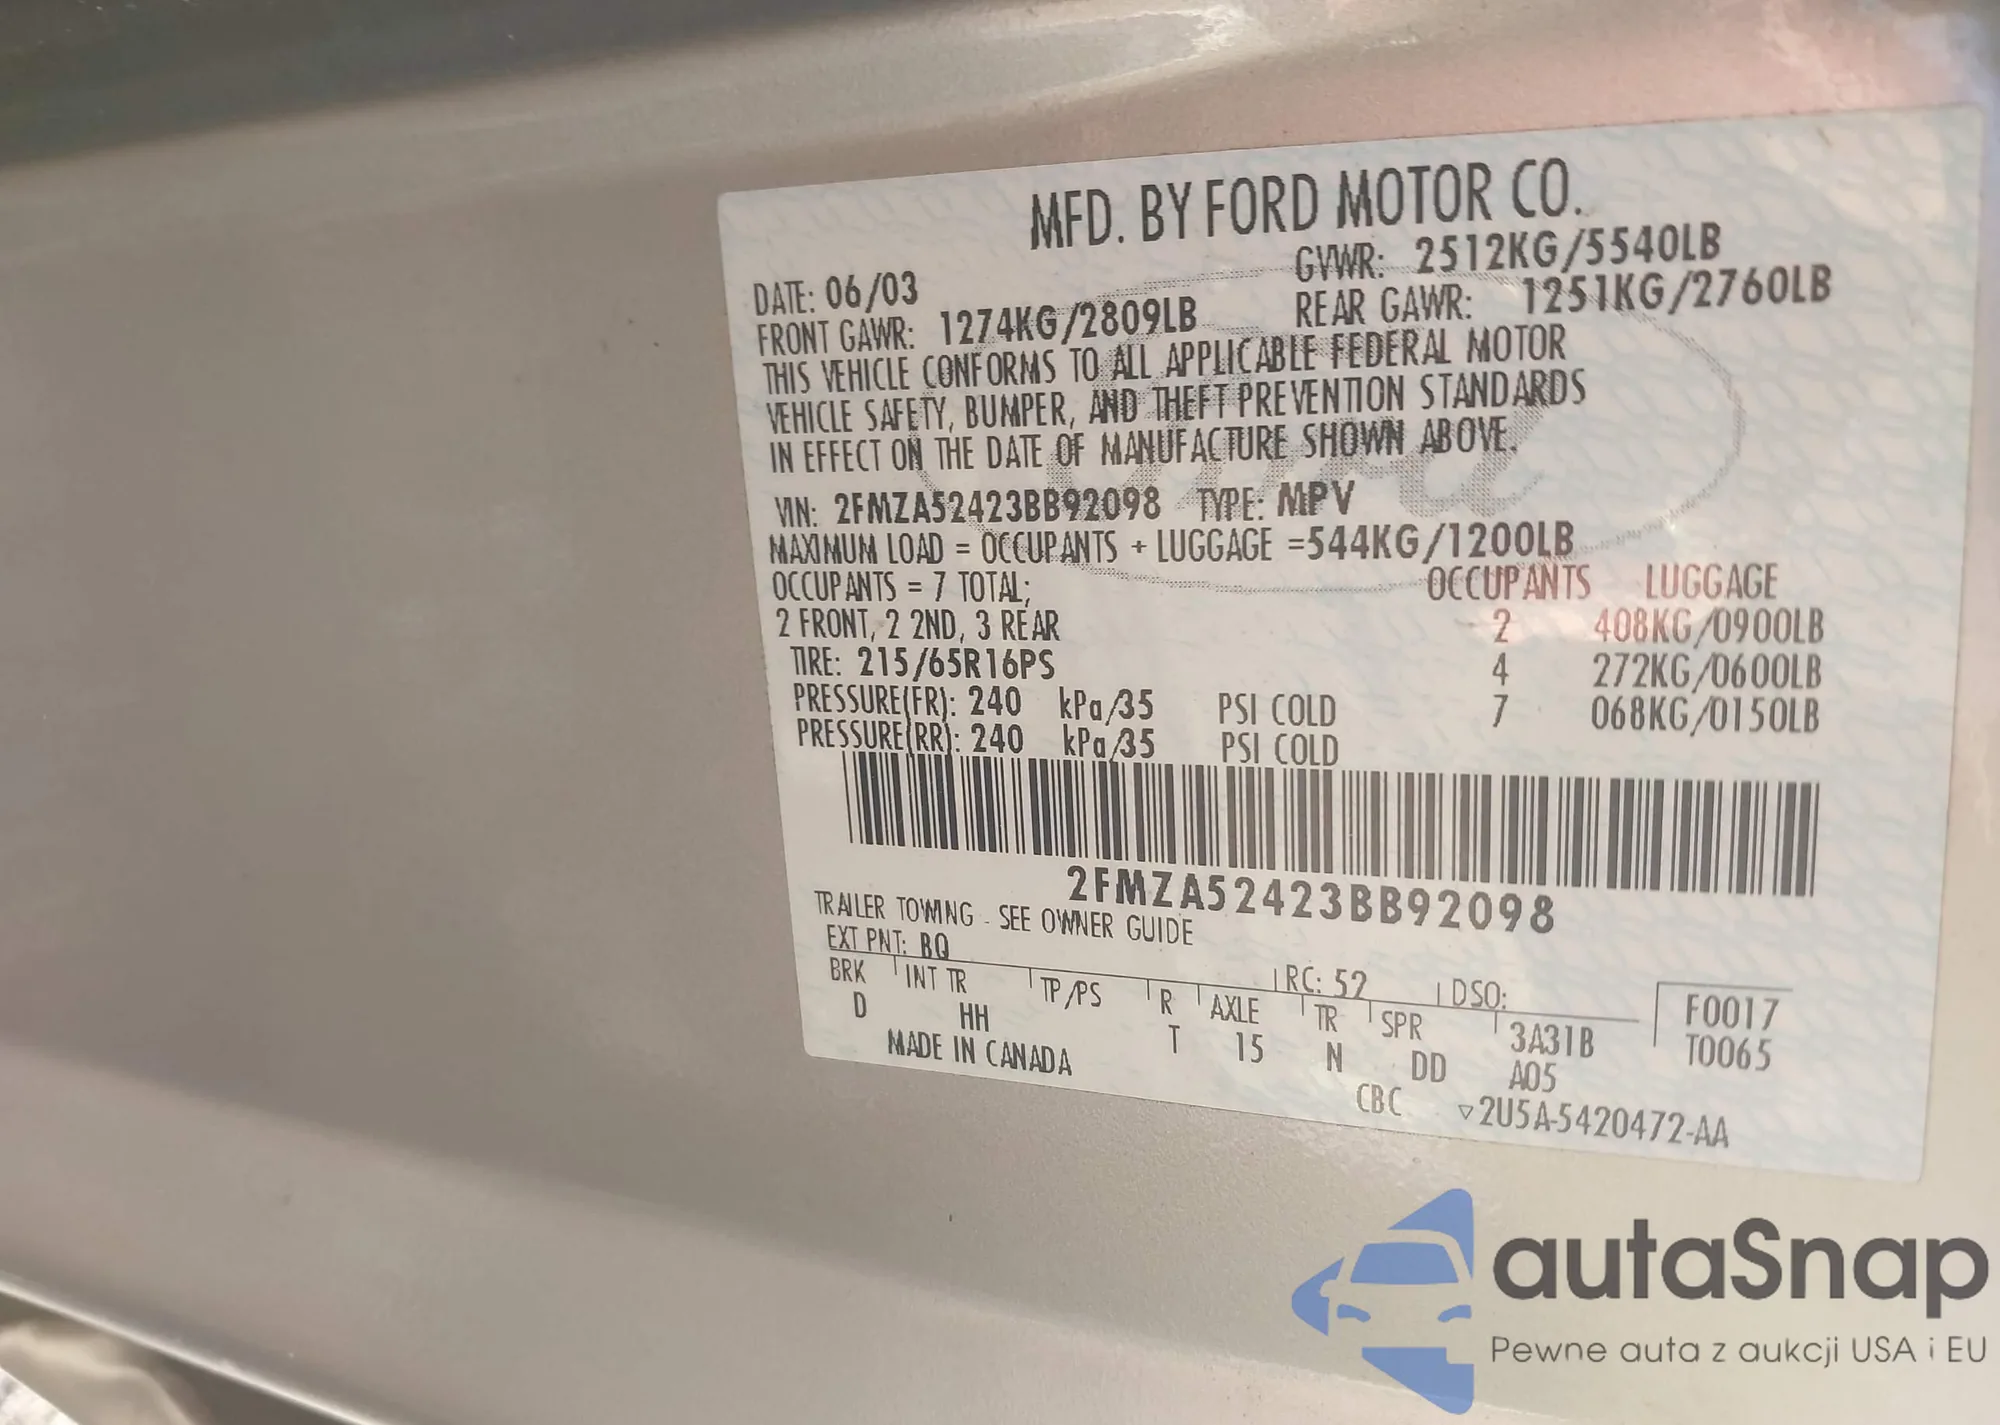 MFD. BY FORD MOTOR CO.
DATE: 06/03 GVWR: 2512KG/5540LB
FRONT GAWR: 1274KG/2809LB REAR GAWR: 1251KG/2760LB
THIS VEHICLE CONFORMS TO ALL APPLICABLE FEDERAL MOTOR
VEHICLE SAFETY, BUMPER, AND THEFT PREVENTION STANDARDS
IN EFFECT ON THE DATE OF MANUFACTURE SHOWN ABOVE.
VIN: 2FMZA52423BB92098 TYPE: MPV
MAXIMUM LOAD = OCCUPANTS + LUGGAGE =544KG/1200LB
OCCUPANTS = 7 TOTAL; OCCUPANTS LUGGAGE
2 FRONT, 2 2ND, 3 REAR 2 408KG/0900LB
TIRE: 215/65R16PS 4 272KG/0600LB
PRESSURE(FR): 240 kPa/35 PSI COLD 7 068KG/0150LB
PRESSURE(RR): 240 kPa/35 PSI COLD
2FMZA52423BB92098
TRAILER TOWING - SEE OWNER GUIDE
EXT PNT: BQ RC: 52 DSO: F0017
BRK INT TR TP/PS R AXLE TR SPR 3A31B T0065
D HH T 15 N DD A05
MADE IN CANADA CBC ▽2U5A-5420472-AA
autaSnap
Pewne auta z aukcji USA i EU